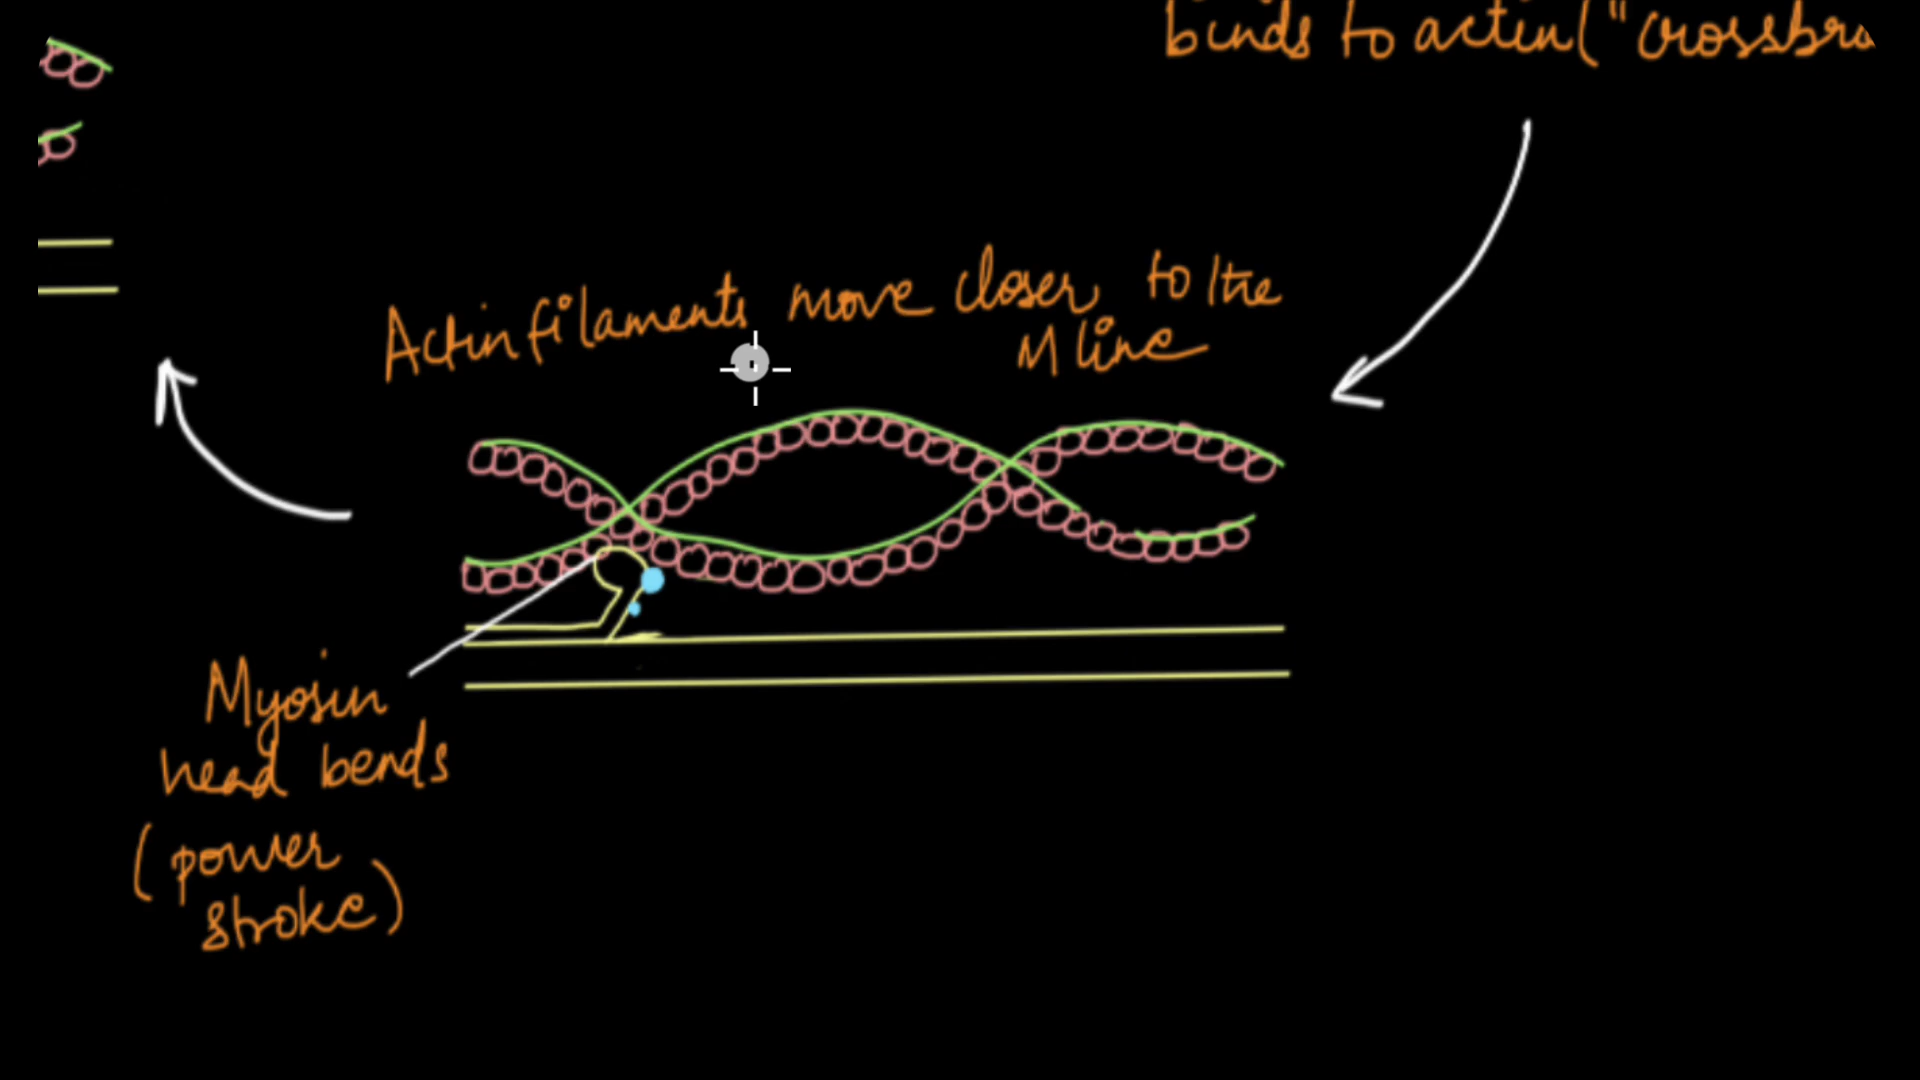 binds to actin ("crossbr
Actin filaments move closer to the
M line
Myosin
head bends
(power
stroke)